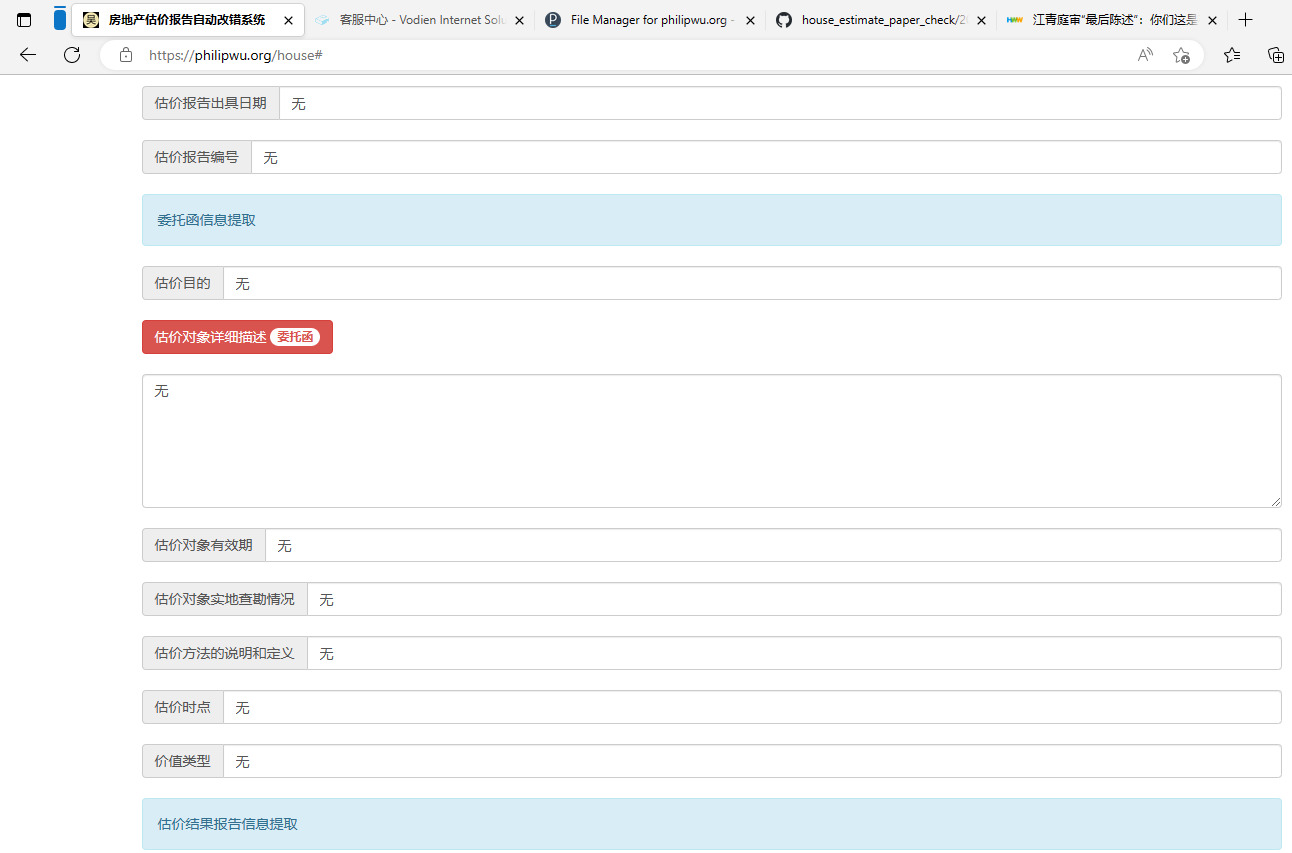 房地产估价报告自动改错系统
客服中心 - Vodien Internet Solu
File Manager for philipwu.org -
house_estimate_paper_check/20
江青庭审"最后陈述"：你们这是
https://philipwu.org/house#
估价报告出具日期 无
估价报告编号 无
委托函信息提取
估价目的 无
估价对象详细描述 委托函
无
估价对象有效期 无
估价对象实地查勘情况 无
估价方法的说明和定义 无
估价时点 无
价值类型 无
估价结果报告信息提取